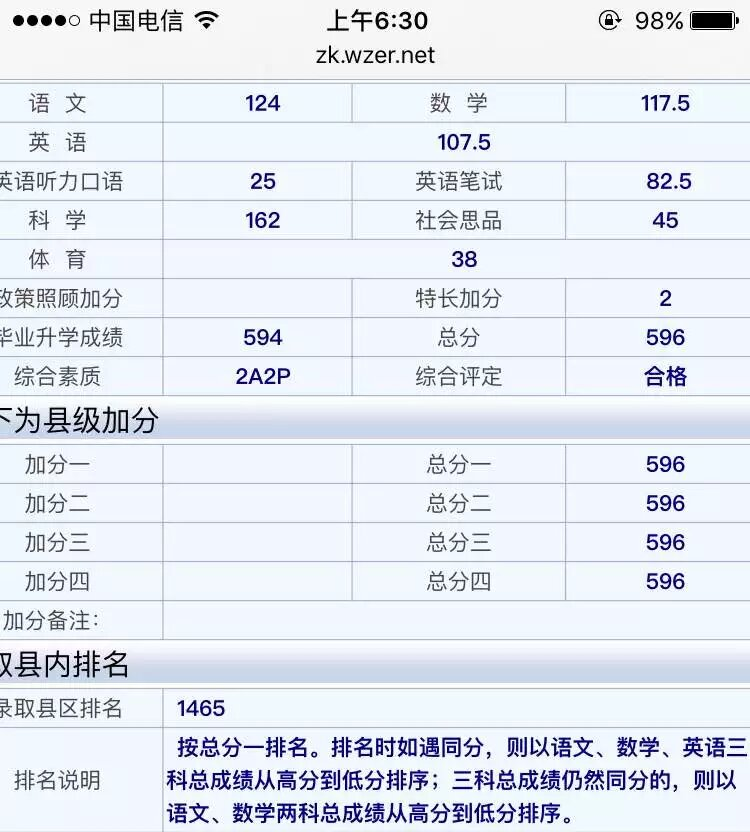 中国电信 上午6:30 98%
zk.wzer.net
语 文 124 数 学 117.5
英 语 107.5
英语听力口语 25 英语笔试 82.5
科 学 162 社会思品 45
体 育 38
政策照顾加分 特长加分 2
毕业升学成绩 594 总分 596
综合素质 2A2P 综合评定 合格
下为县级加分
加分一 总分一 596
加分二 总分二 596
加分三 总分三 596
加分四 总分四 596
加分备注：
取县内排名
录取县区排名 1465
排名说明 按总分一排名。排名时如遇同分，则以语文、数学、英语三
科总成绩从高分到低分排序；三科总成绩仍然同分的，则以
语文、数学两科总成绩从高分到低分排序。